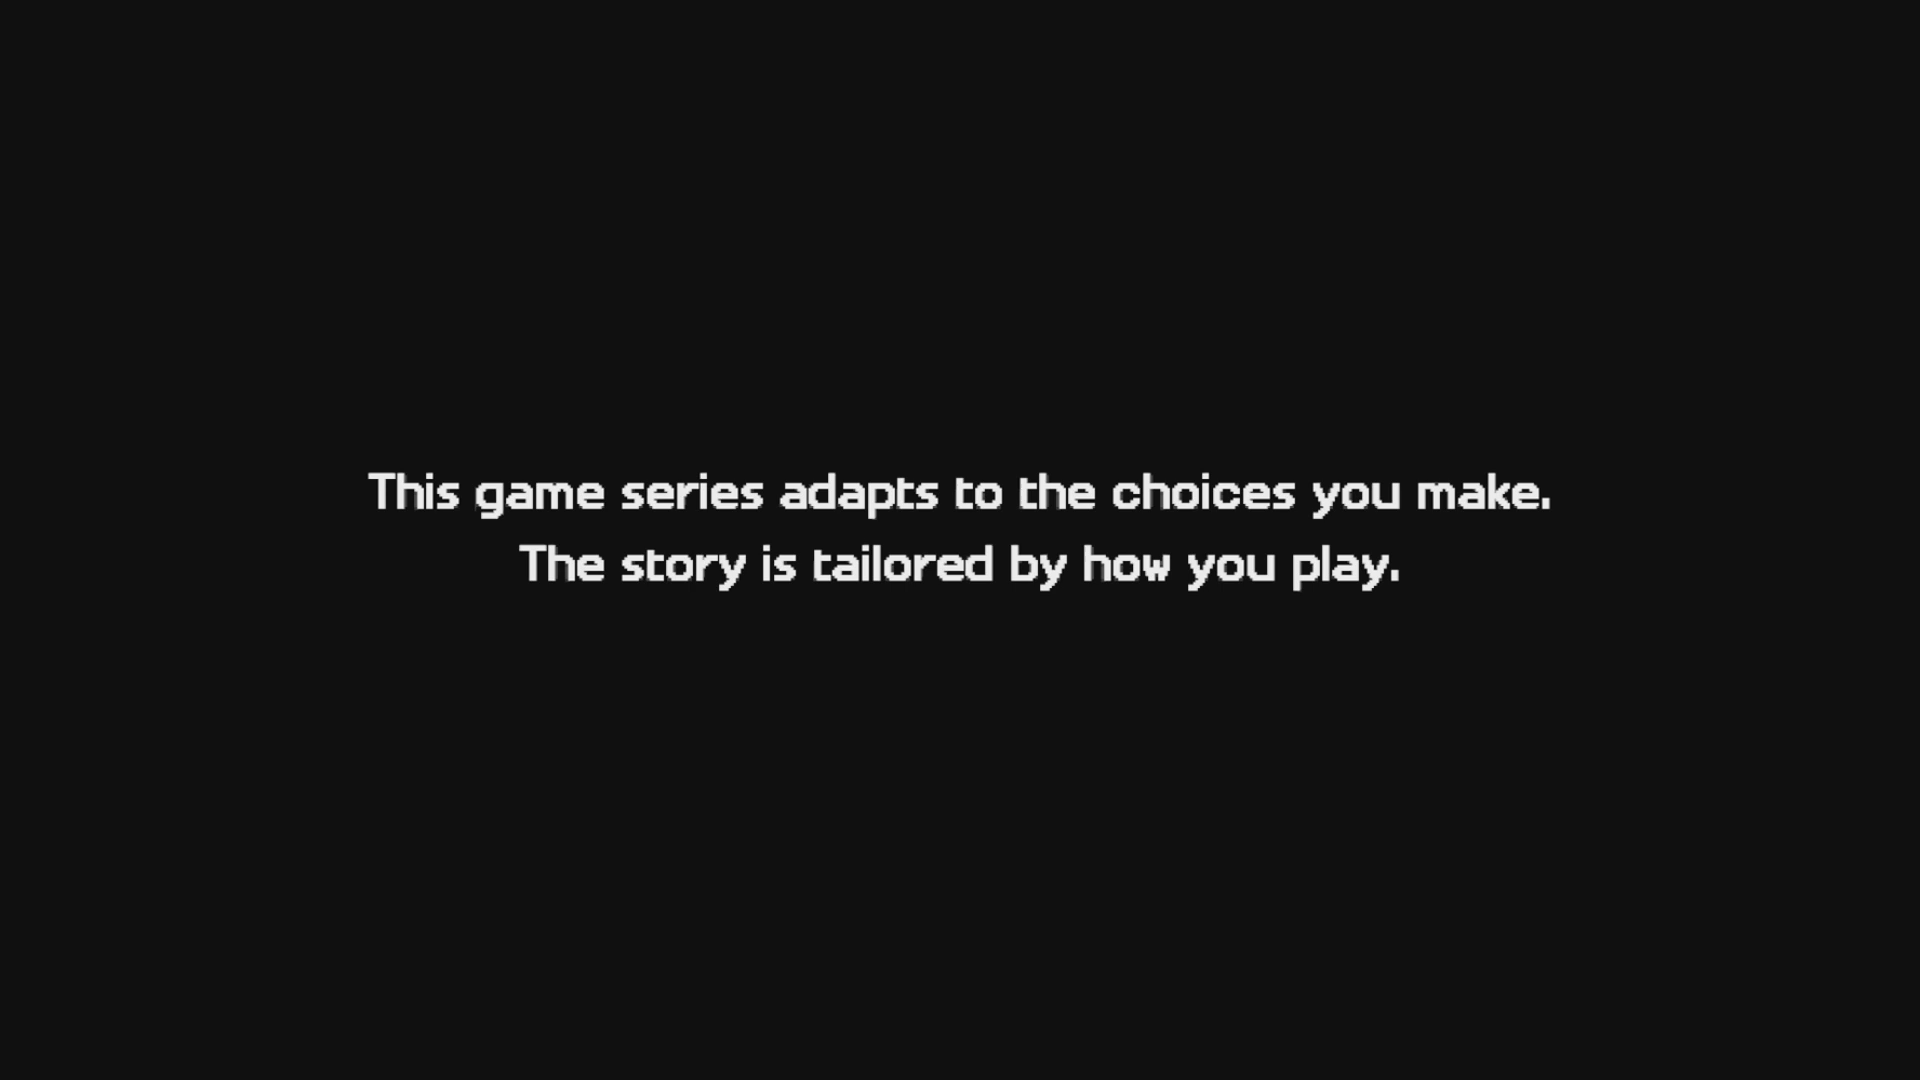 This game series adapts to the choices you make.
The story is tailored by how you play.